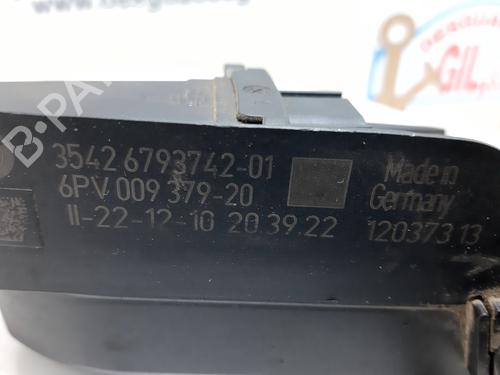 GIL
3542 6793742-01
Made in
6PV 009 379-20
Germany
II-22-12-10 20 39.22
12037313
B-PA